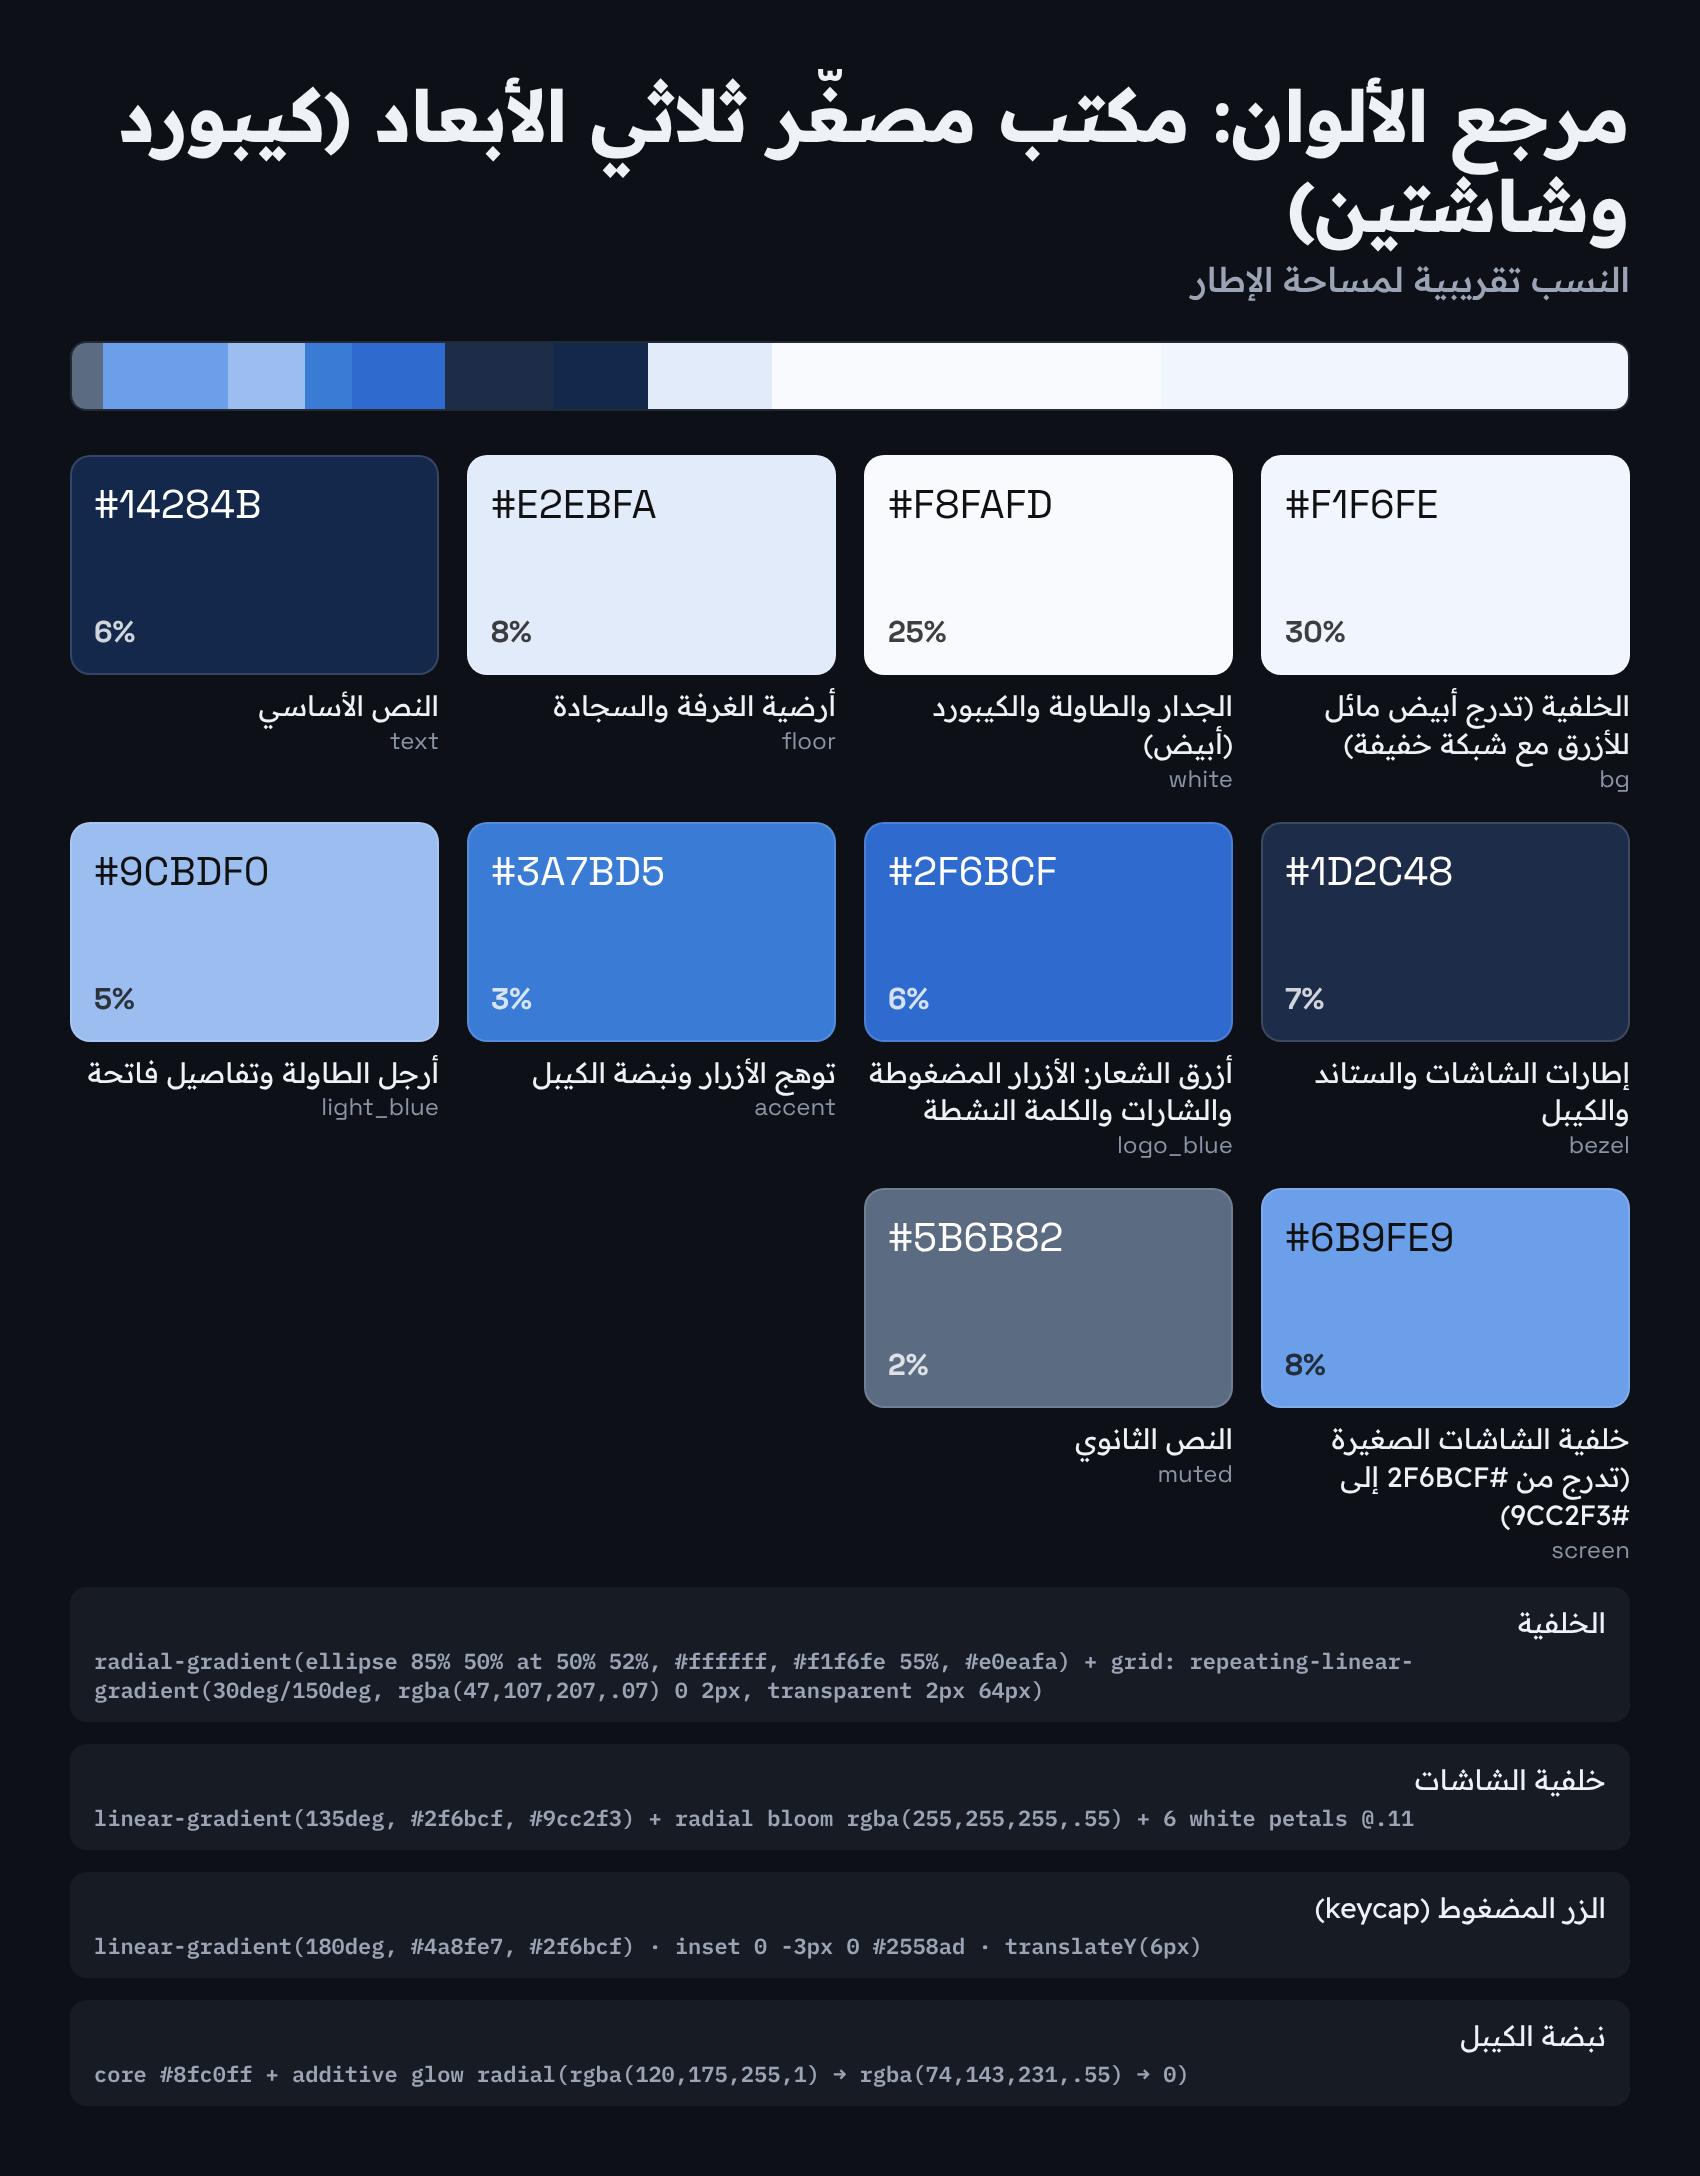 مرجع الألوان: مكتب مصغّر ثلاثي الأبعاد (كيبورد
وشاشتين)
النسب تقريبية لمساحة الإطار
#F1F6FE
30%
الخلفية (تدرج أبيض مائل
للأزرق مع شبكة خفيفة)
bg
#F8FAFD
25%
الجدار والطاولة والكيبورد
(أبيض)
white
#E2EBFA
8%
أرضية الغرفة والسجادة
floor
#14284B
6%
النص الأساسي
text
#1D2C48
7%
إطارات الشاشات والستاند
والكيبل
bezel
#2F6BCF
6%
أزرق الشعار: الأزرار المضغوطة
والشارات والكلمة النشطة
logo_blue
#3A7BD5
3%
توهج الأزرار ونبضة الكيبل
accent
#9CBDF0
5%
أرجل الطاولة وتفاصيل فاتحة
light_blue
#6B9FE9
8%
خلفية الشاشات الصغيرة
(تدرج من #2F6BCF إلى
#9CC2F3)
screen
#5B6B82
2%
النص الثانوي
muted
الخلفية
radial-gradient(ellipse 85% 50% at 50% 52%, #ffffff, #f1f6fe 55%, #e0eafa) + grid: repeating-linear-
gradient(30deg/150deg, rgba(47,107,207,.07) 0 2px, transparent 2px 64px)
خلفية الشاشات
linear-gradient(135deg, #2f6bcf, #9cc2f3) + radial bloom rgba(255,255,255,.55) + 6 white petals @.11
الزر المضغوط (keycap)
linear-gradient(180deg, #4a8fe7, #2f6bcf) · inset 0 -3px 0 #2558ad · translateY(6px)
نبضة الكيبل
core #8fc0ff + additive glow radial(rgba(120,175,255,1) → rgba(74,143,231,.55) → 0)